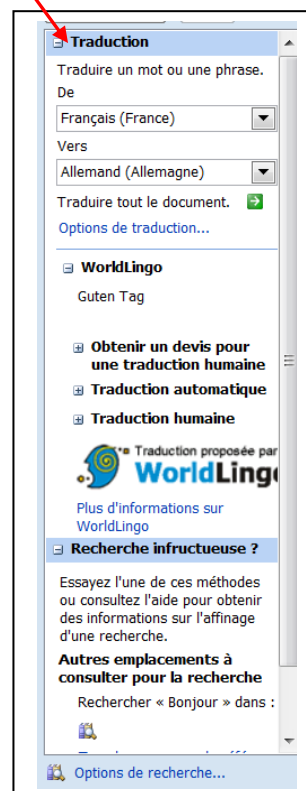 Traduction
Traduire un mot ou une phrase.
De
Français (France)
Vers
Allemand (Allemagne)
Traduire tout le document.
Options de traduction...
WorldLingo
Guten Tag
Obtenir un devis pour
une traduction humaine
Traduction automatique
Traduction humaine
Traduction proposée par
WorldLing
Plus d'informations sur
WorldLingo
Recherche infructueuse ?
Essayez l'une de ces méthodes
ou consultez l'aide pour obtenir
des informations sur l'affinage
d'une recherche.
Autres emplacements à
consulter pour la recherche
Rechercher « Bonjour » dans :
Options de recherche...